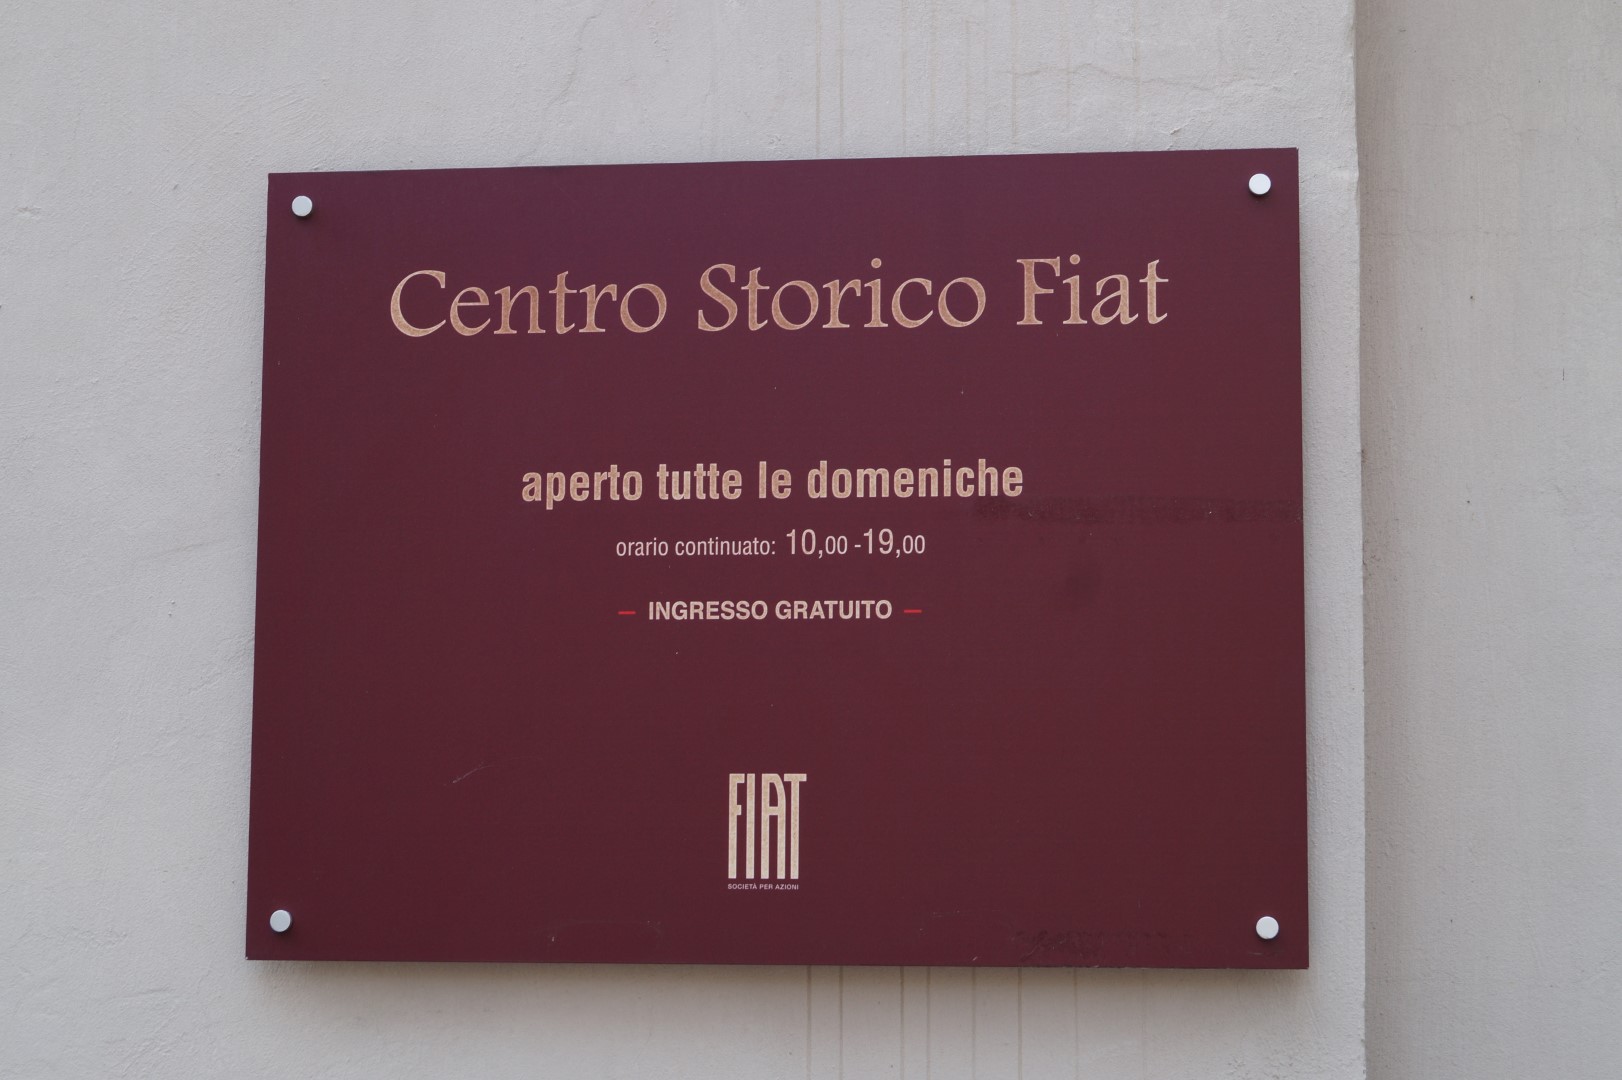 Centro Storico Fiat
aperto tutte le domeniche
orario continuato: 10,00 -19,00
– INGRESSO GRATUITO –
FIAT
SOCIETÀ PER AZIONI